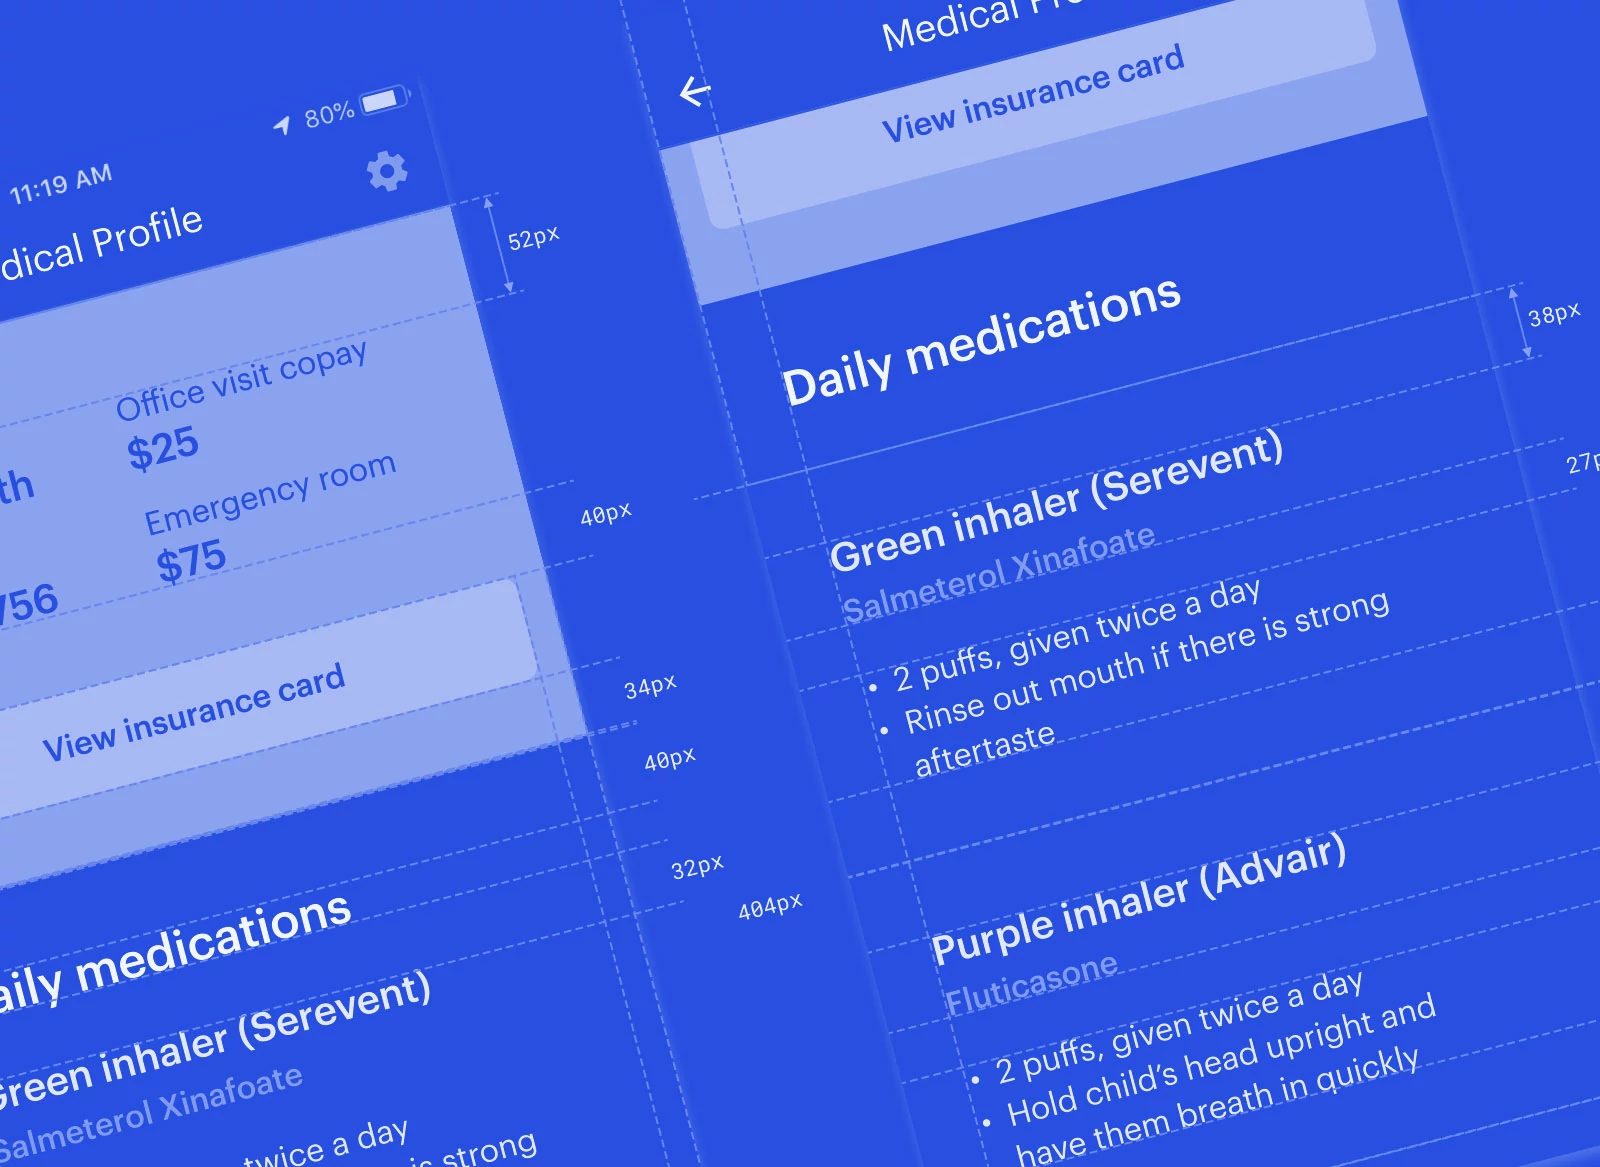 11:19 AM
80%
dical Profile
52px
Office visit copay
$25
th
Emergency room
$75
756
40px
View insurance card
34px
40px
32px
404px
aily medications
Green inhaler (Serevent)
Salmeterol Xinafoate
twice a day
is strong
Medical Pro
View insurance card
Daily medications
38px
27p
Green inhaler (Serevent)
Salmeterol Xinafoate
• 2 puffs, given twice a day
• Rinse out mouth if there is strong
aftertaste
Purple inhaler (Advair)
Fluticasone
• 2 puffs, given twice a day
• Hold child's head upright and
have them breath in quickly